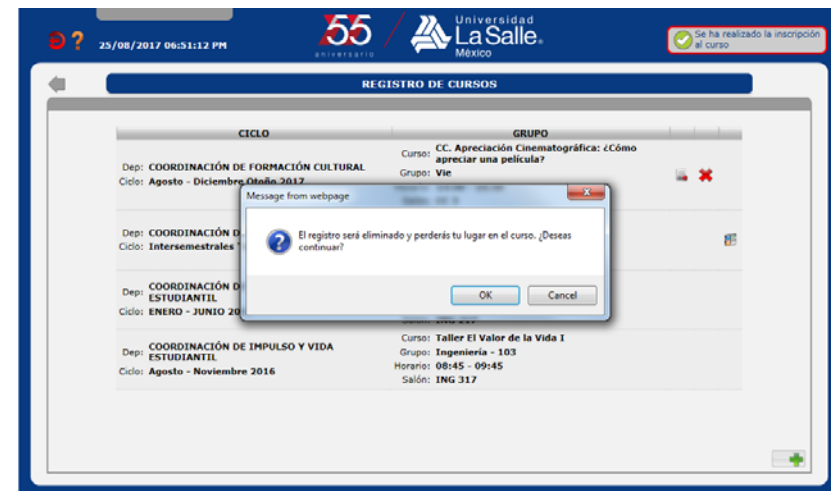 25/08/2017 06:51:12 PM
55
aniversario
Universidad
La Salle®
México
Se ha realizado la inscripción
al curso
REGISTRO DE CURSOS
CICLO
GRUPO
Dep: COORDINACIÓN DE FORMACIÓN CULTURAL
Ciclo: Agosto - Diciembre Otoño 2017
Curso: CC. Apreciación Cinematográfica: ¿Cómo
apreciar una película?
Grupo: Vie
Message from webpage
El registro será eliminado y perderás tu lugar en el curso. ¿Deseas
continuar?
OK
Cancel
Dep: COORDINACIÓN D
Ciclo: Intersemestrales
Dep: COORDINACIÓN D
ESTUDIANTIL
Ciclo: ENERO - JUNIO 20
Dep: COORDINACIÓN DE IMPULSO Y VIDA
ESTUDIANTIL
Ciclo: Agosto - Noviembre 2016
Curso: Taller El Valor de la Vida I
Grupo: Ingeniería - 103
Horario: 08:45 - 09:45
Salón: ING 317